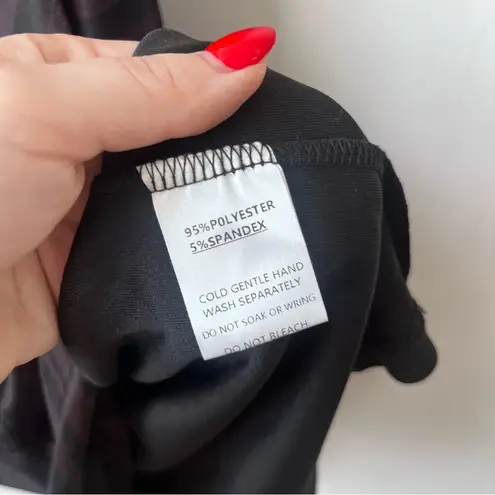 95%POLYESTER
5%SPANDEX
COLD GENTLE HAND
WASH SEPARATELY
DO NOT SOAK OR WRING
DO NOT BLEACH